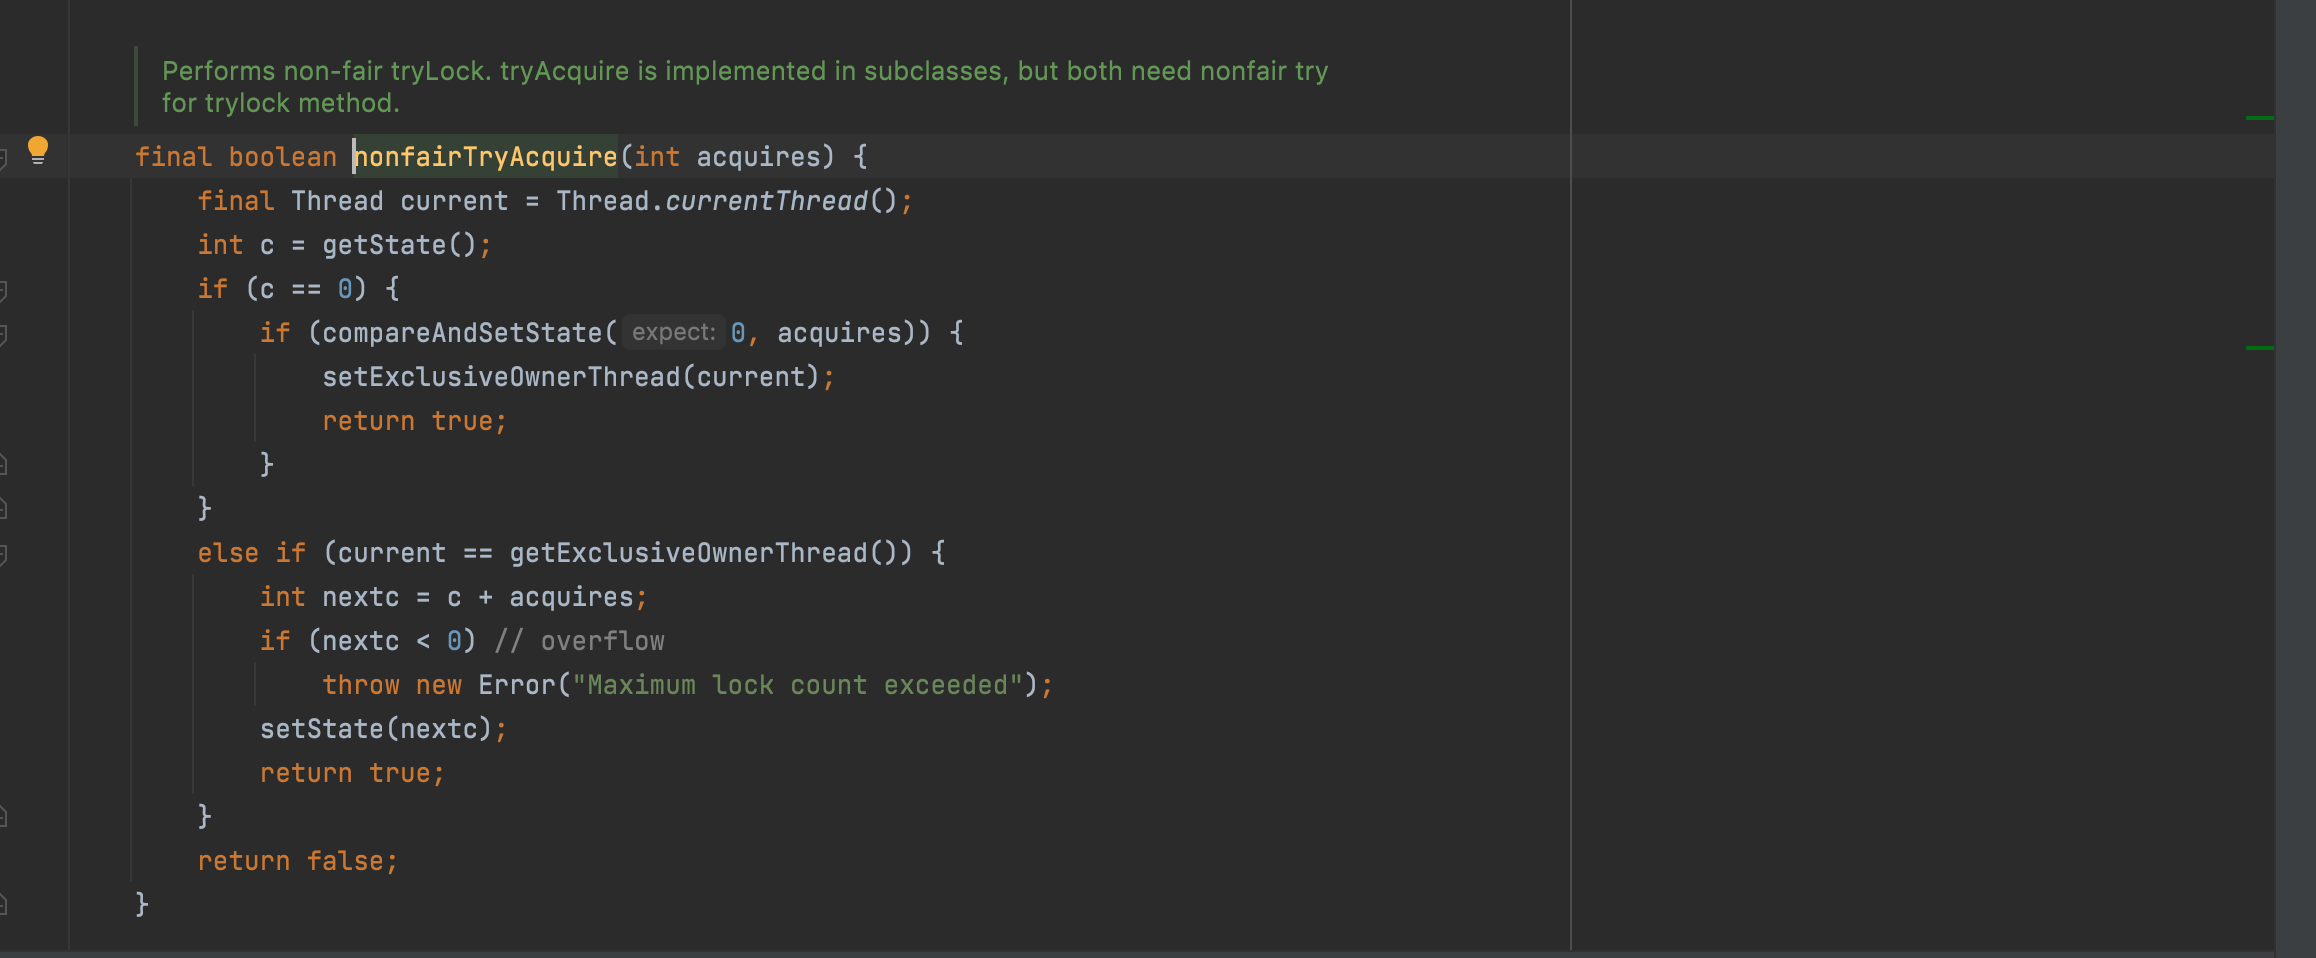 Performs non-fair tryLock. tryAcquire is implemented in subclasses, but both need nonfair try
for trylock method.
final boolean nonfairTryAcquire(int acquires) {
final Thread current = Thread.currentThread();
int c = getState();
if (c == 0) {
if (compareAndSetState( expect: 0, acquires)) {
setExclusiveOwnerThread(current);
return true;
}
}
else if (current == getExclusiveOwnerThread()) {
int nextc = c + acquires;
if (nextc < 0) // overflow
throw new Error("Maximum lock count exceeded");
setState(nextc);
return true;
}
return false;
}